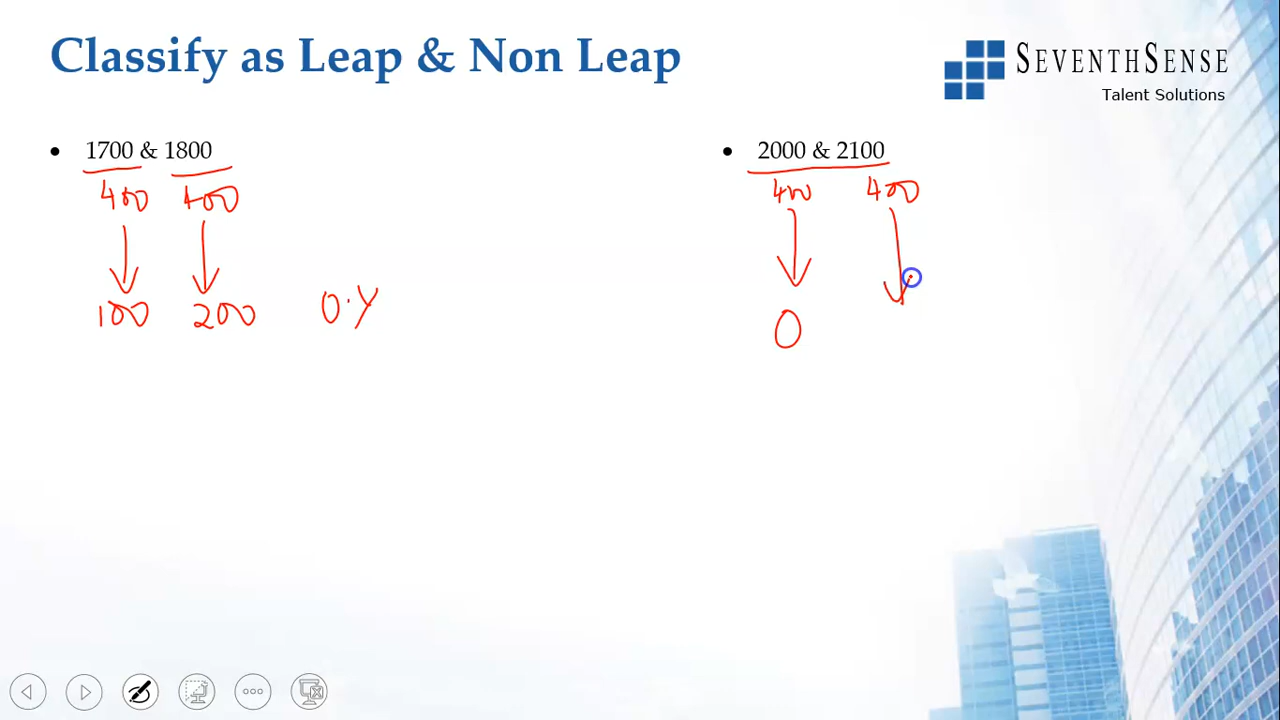 Classify as Leap & Non Leap
SEVENTHSENSE
Talent Solutions
• 1700 & 1800
400 400
100 200 O.Y
• 2000 & 2100
400 400
0